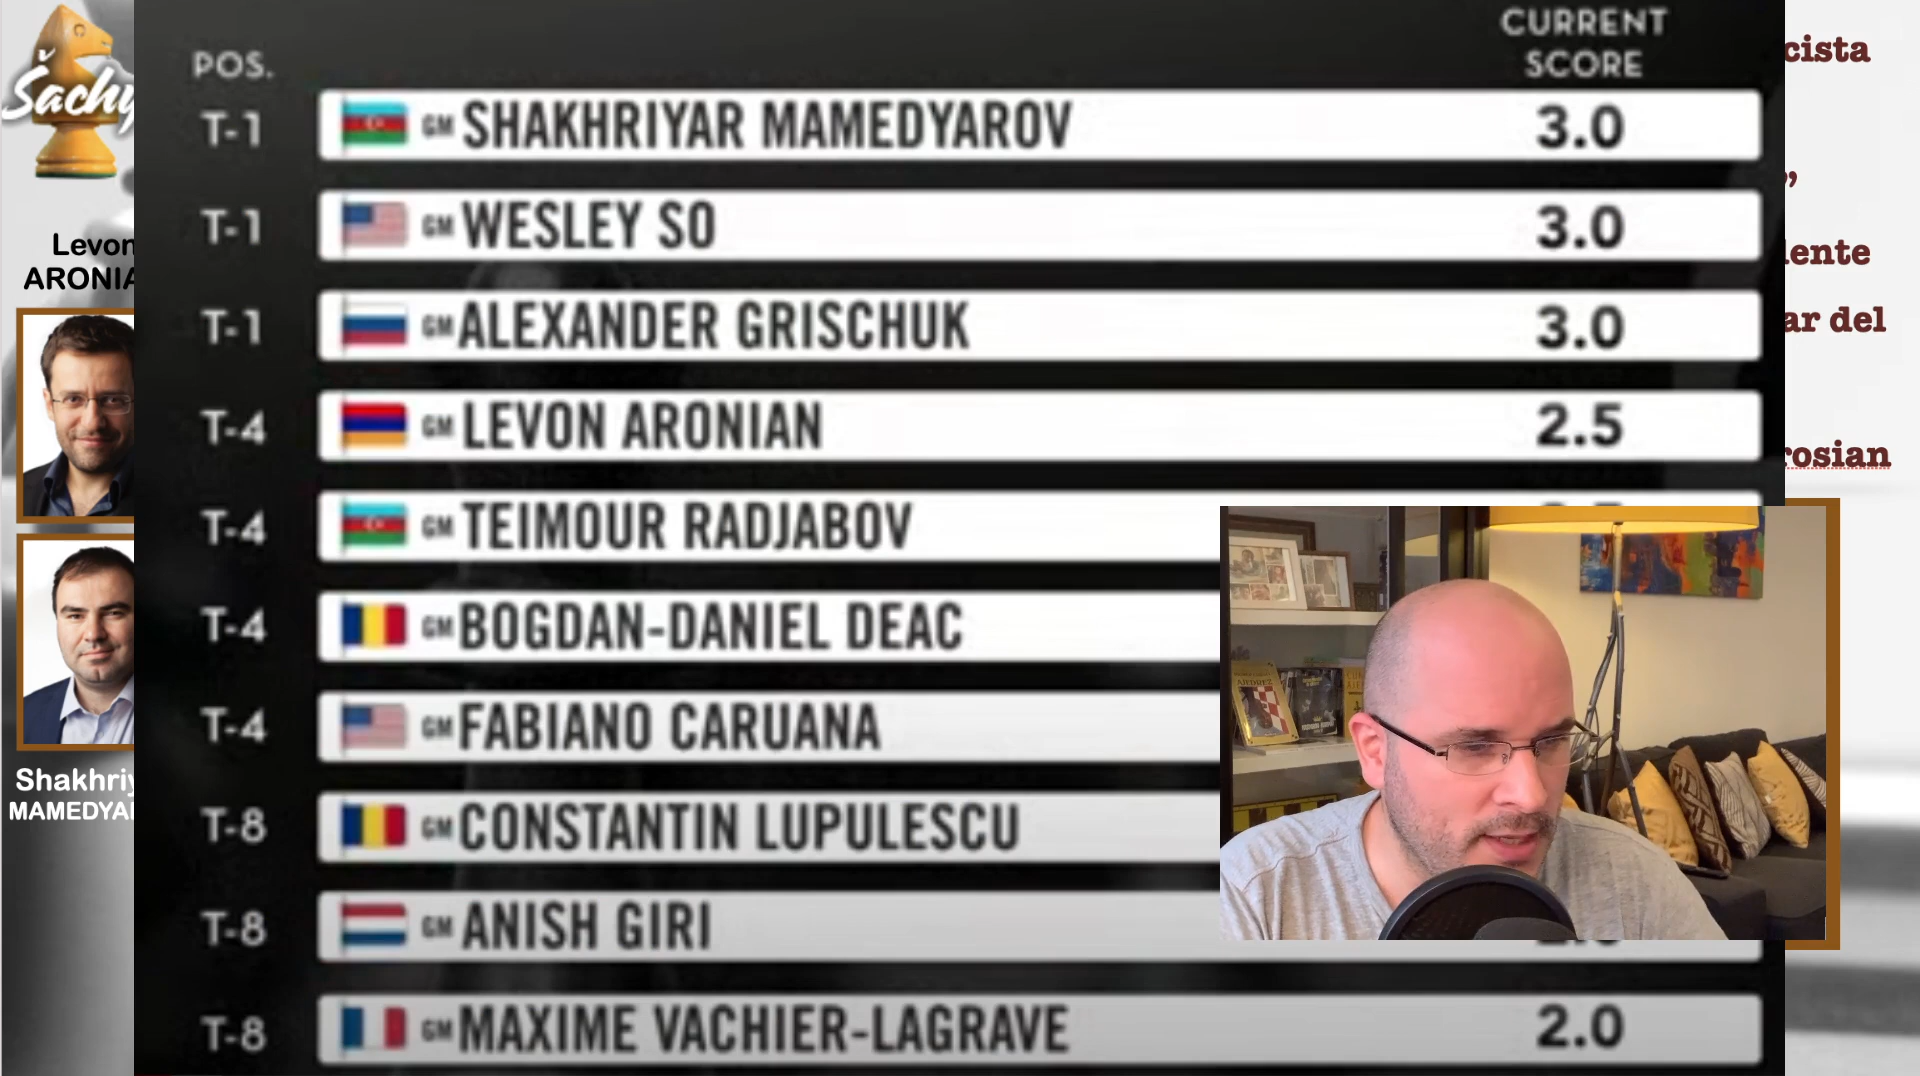 Šachy
Levon
ARONIA
Shakhriy
MAMEDYA
POS.
CURRENT
SCORE
T-1 GM SHAKHRIYAR MAMEDYAROV 3.0
T-1 GM WESLEY SO 3.0
T-1 GM ALEXANDER GRISCHUK 3.0
T-4 GM LEVON ARONIAN 2.5
T-4 GM TEIMOUR RADJABOV
T-4 GM BOGDAN-DANIEL DEAC
T-4 GM FABIANO CARUANA
T-8 GM CONSTANTIN LUPULESCU
T-8 GM ANISH GIRI
T-8 GM MAXIME VACHIER-LAGRAVE 2.0
cista
”
ente
ar del
rosian